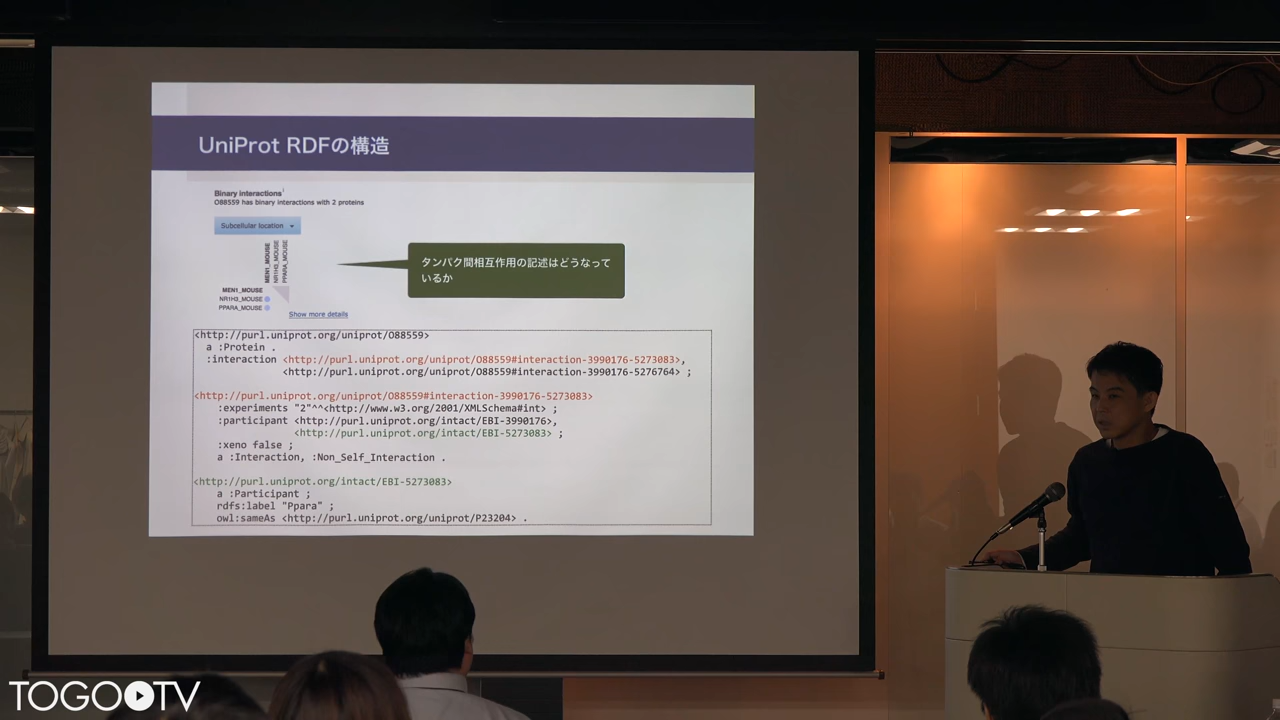 UniProt RDFの構造
Binary interactions
O88559 has binary interactions with 2 proteins
Subcellular location
MEN1_MOUSE
NR1H3_MOUSE
PPARA_MOUSE
MEN1_MOUSE
NR1H3_MOUSE
PPARA_MOUSE
Show more details
タンパク間相互作用の記述はどうなって
いるか
<http://purl.uniprot.org/uniprot/O88559>
a :Protein .
:interaction <http://purl.uniprot.org/uniprot/O88559#interaction-3990176-5273083>,
<http://purl.uniprot.org/uniprot/O88559#interaction-3990176-5276764> ;
<http://purl.uniprot.org/uniprot/O88559#interaction-3990176-5273083>
:experiments "2"^^<http://www.w3.org/2001/XMLSchema#int> ;
:participant <http://purl.uniprot.org/intact/EBI-3990176>,
<http://purl.uniprot.org/intact/EBI-5273083> ;
:xeno false ;
a :Interaction, :Non_Self_Interaction .
<http://purl.uniprot.org/intact/EBI-5273083>
a :Participant ;
rdfs:label "Ppara" ;
owl:sameAs <http://purl.uniprot.org/uniprot/P23204> .
TOGO TV